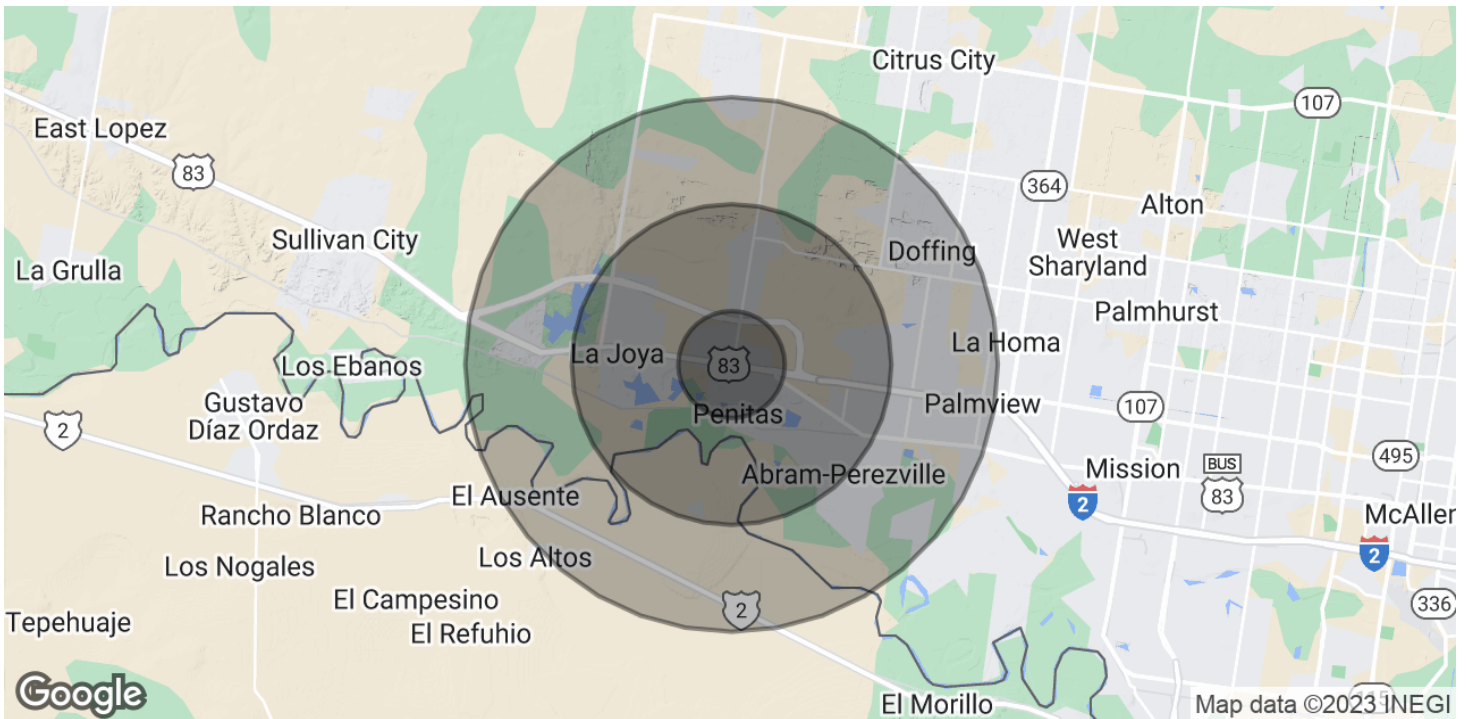 Citrus City
107
East Lopez
83
364
Alton
Sullivan City
Doffing
West
Sharyland
La Grulla
Palmhurst
La Homa
La Joya
83
Los Ebanos
Gustavo
Díaz Ordaz
Palmview
107
Penitas
2
495
Mission
BUS
83
Abram-Perezville
El Ausente
2
Rancho Blanco
McAllen
Los Altos
2
Los Nogales
El Campesino
2
336
Tepehuaje
El Refuhio
115
Google
El Morillo
Map data ©2023 INEGI